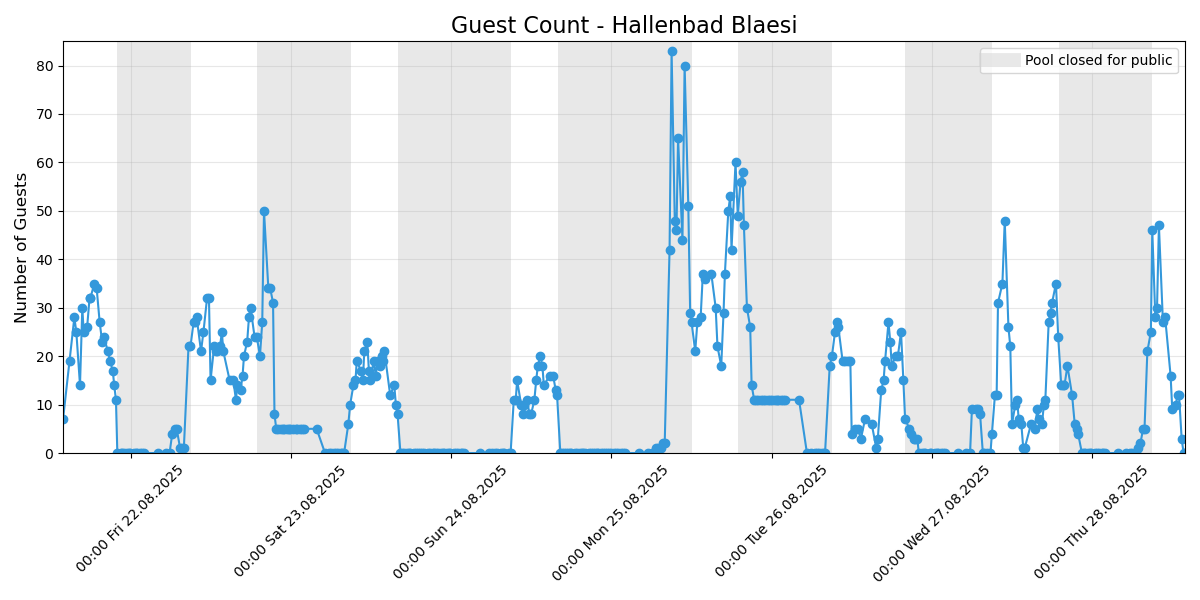 Guest Count - Hallenbad Blaesi
Pool closed for public
Number of Guests
80
70
60
50
40
30
20
10
0
00:00 Fri 22.08.2025
00:00 Sat 23.08.2025
00:00 Sun 24.08.2025
00:00 Mon 25.08.2025
00:00 Tue 26.08.2025
00:00 Wed 27.08.2025
00:00 Thu 28.08.2025